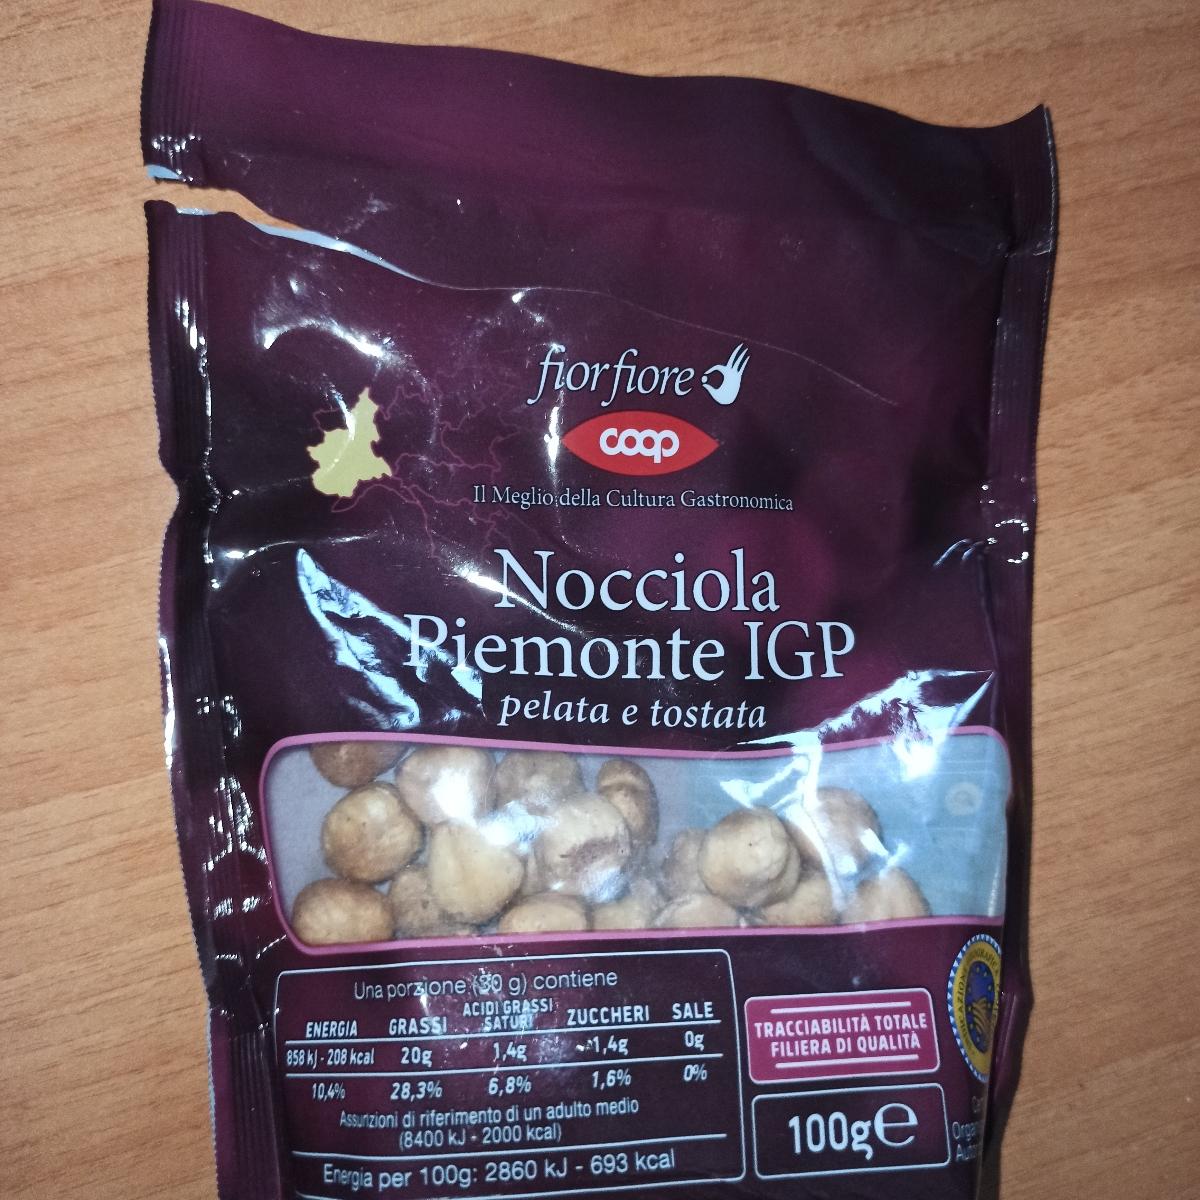 fiorfiore
coop
Il Meglio della Cultura Gastronomica
Nocciola
Piemonte IGP
pelata e tostata
Una porzione (30 g) contiene
ENERGIA GRASSI ACIDI GRASSI SATURI ZUCCHERI SALE
858 kJ - 208 kcal 20g 1,4g 1,4g 0g
10,4% 28,3% 6,8% 1,6% 0%
Assunzioni di riferimento di un adulto medio
(8400 kJ - 2000 kcal)
Energia per 100g: 2860 kJ - 693 kcal
TRACCIABILITÀ TOTALE
FILIERA DI QUALITÀ
100g e